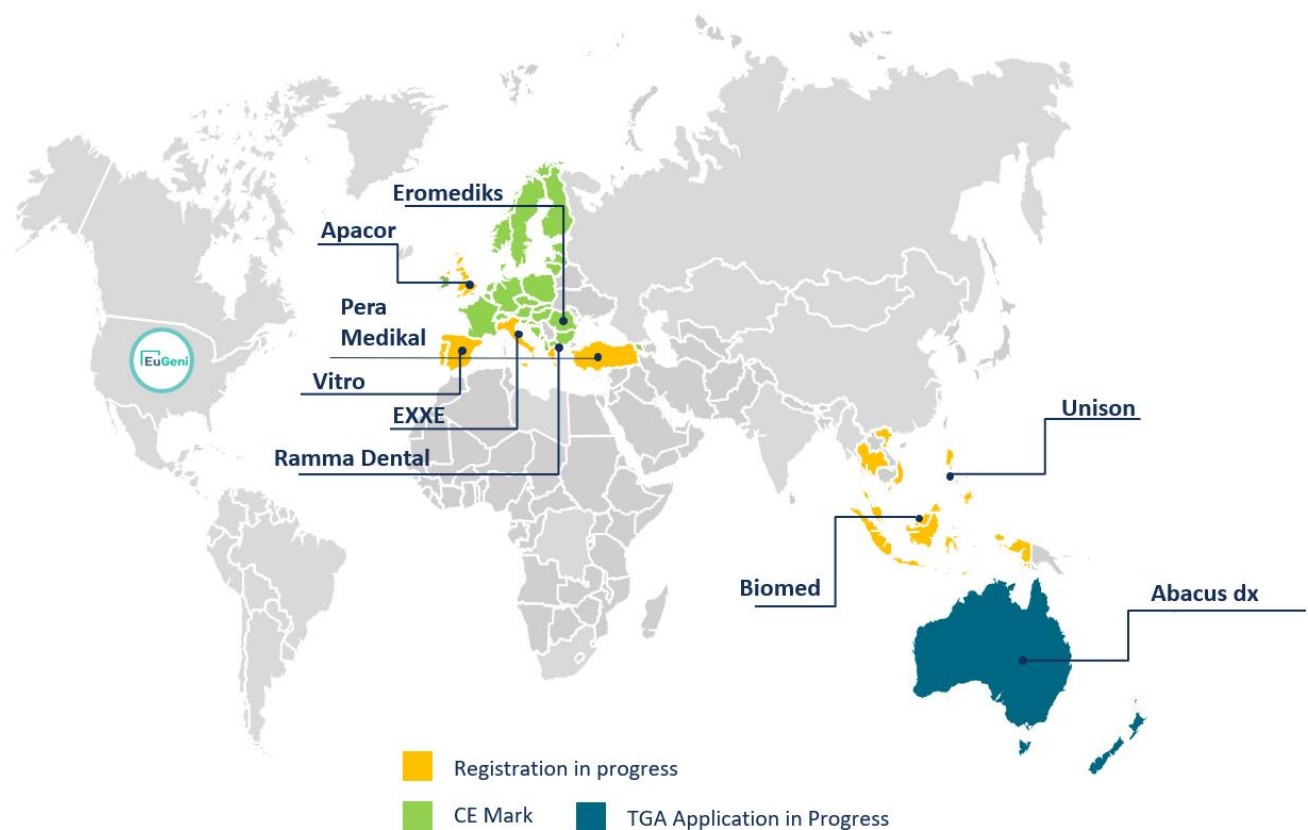 Eromediks
Apacor
Pera
Medikal
EuGeni
Vitro
EXXE
Unison
Ramma Dental
Biomed
Abacus dx
Registration in progress
CE Mark
TGA Application in Progress